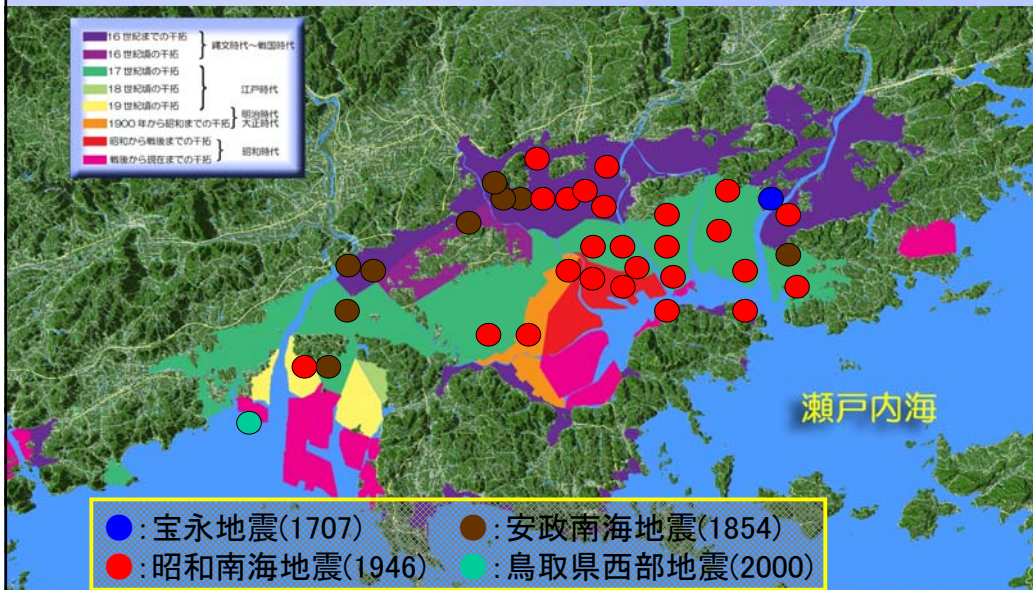 16世紀までの干拓
16世紀頃の干拓
縄文時代～戦国時代
17世紀頃の干拓
18世紀頃の干拓
19世紀頃の干拓
江戸時代
1900年から昭和までの干拓
明治時代
大正時代
昭和から戦後までの干拓
戦後から現在までの干拓
昭和時代
瀬戸内海
:宝永地震(1707)
:安政南海地震(1854)
:昭和南海地震(1946)
:鳥取県西部地震(2000)